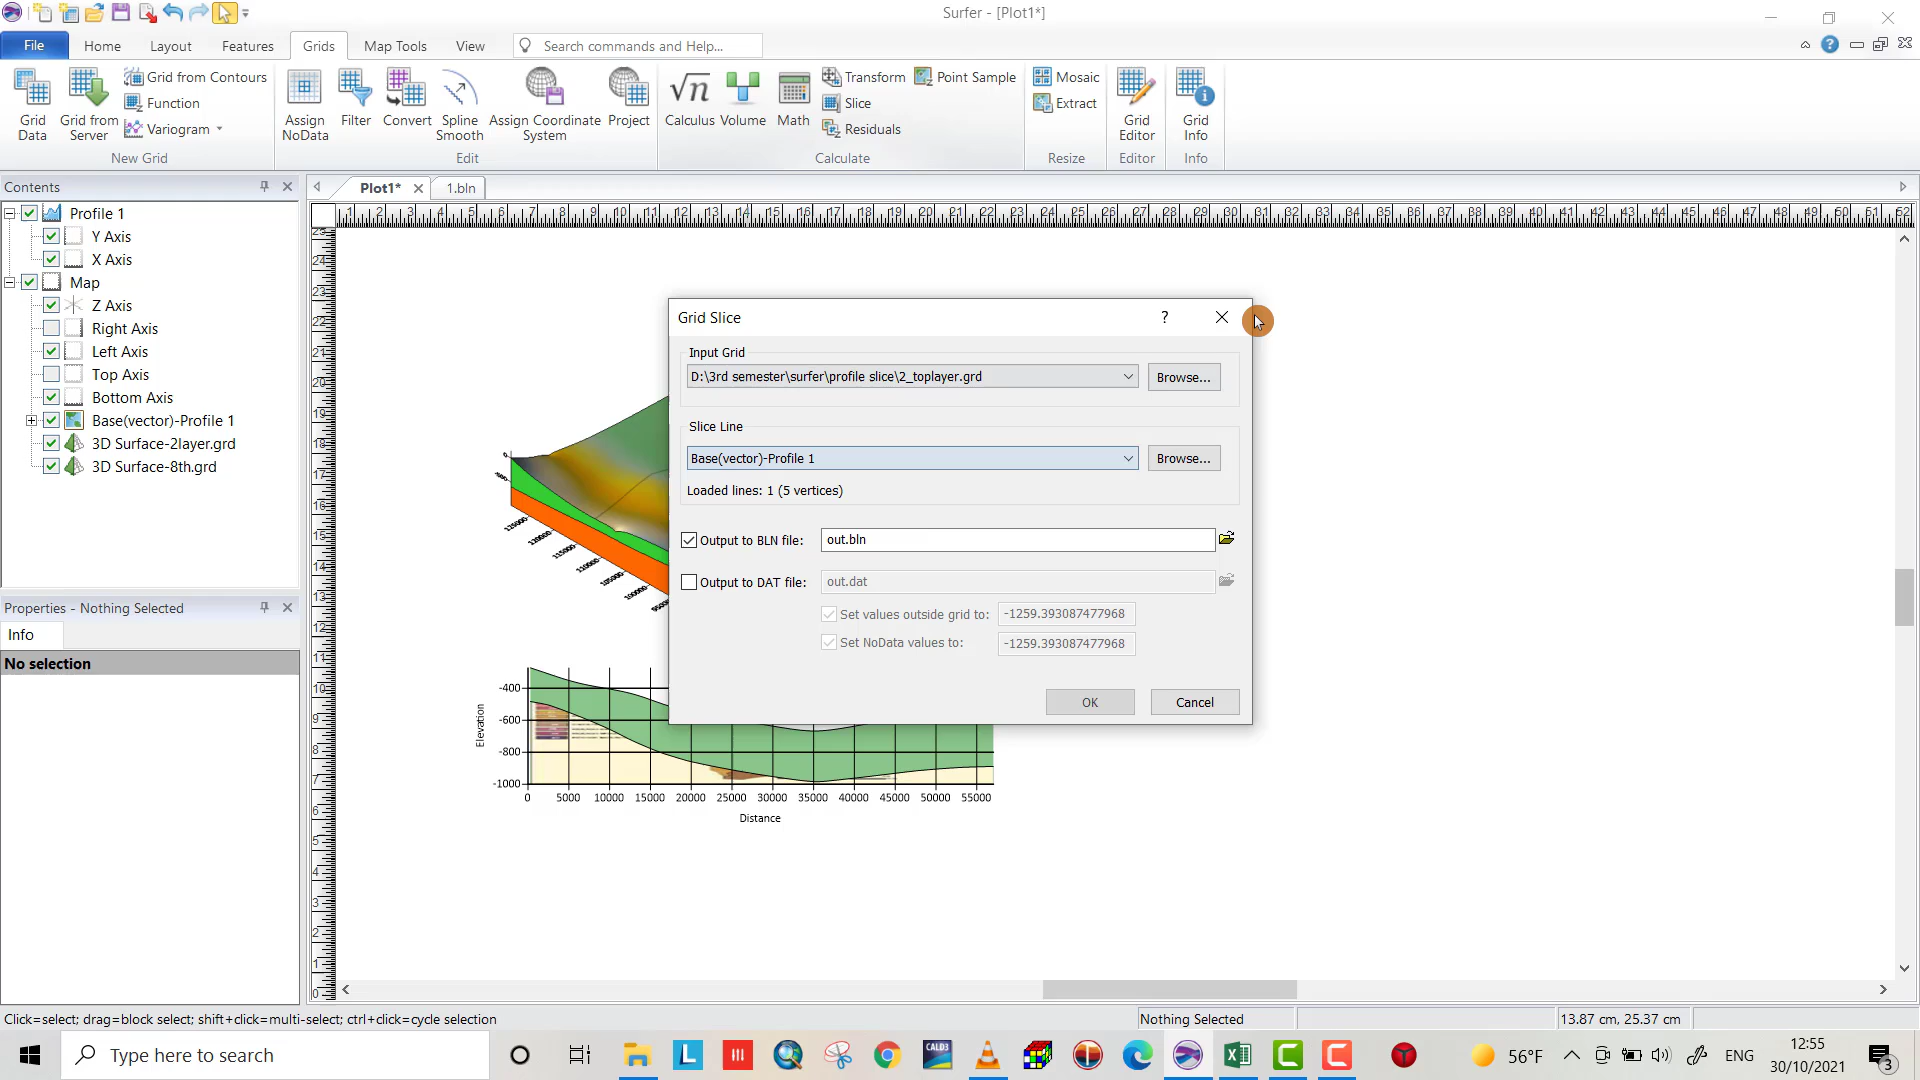 Surfer - [Plot1*]
File
Home
Layout
Features
Grids
Map Tools
View
Search commands and Help...
Grid Data
Grid from Server
Grid from Contours
Function
Variogram
New Grid
Assign NoData
Filter
Convert
Spline Smooth
Assign Coordinate System
Project
Edit
Calculus
Volume
Math
Transform
Slice
Residuals
Point Sample
Calculate
Mosaic
Extract
Resize
Grid Editor
Editor
Grid Info
Info
Contents
Plot1*
1.bln
Profile 1
Y Axis
X Axis
Map
Z Axis
Right Axis
Left Axis
Top Axis
Bottom Axis
Base(vector)-Profile 1
3D Surface-2layer.grd
3D Surface-8th.grd
Properties - Nothing Selected
Info
No selection
Grid Slice
?
Input Grid
D:\3rd semester\surfer\profile slice\2_toplayer.grd
Browse...
Slice Line
Base(vector)-Profile 1
Browse...
Loaded lines: 1 (5 vertices)
Output to BLN file:
out.bln
Output to DAT file:
out.dat
Set values outside grid to:
-1259.393087477968
Set NoData values to:
-1259.393087477968
OK
Cancel
Elevation
-400
-600
-800
-1000
0 5000 10000 15000 20000 25000 30000 35000 40000 45000 50000 55000
Distance
Click=select; drag=block select; shift+click=multi-select; ctrl+click=cycle selection
Nothing Selected
13.87 cm, 25.37 cm
Type here to search
L
CALD3
C
C
56°F
ENG
12:55
30/10/2021
3